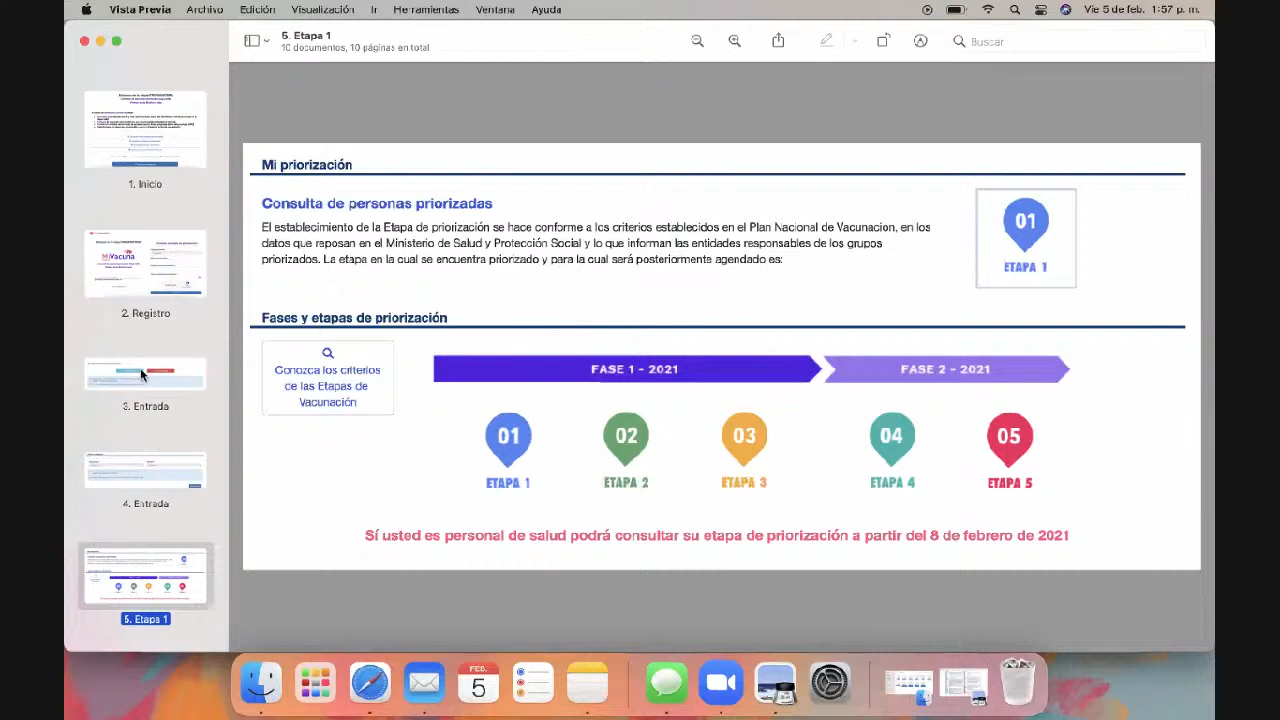 Vista Previa Archivo Edición Visualización Ir Herramientas Ventana Ayuda Vie 5 de feb. 1:57 p. m.
5. Etapa 1
10 documentos, 10 páginas en total
Buscar
1. Inicio
2. Registro
3. Entrada
4. Entrada
5. Etapa 1
Mi priorización
Consulta de personas priorizadas
El establecimiento de la Etapa de priorización se hace conforme a los criterios establecidos en el Plan Nacional de Vacunacion, en los
datos que reposan en el Ministerio de Salud y Protección Social y lo que informan las entidades responsables de los grupos
priorizados. La etapa en la cual se encuentra priorizado y para la cual será posteriormente agendado es:
01
ETAPA 1
Fases y etapas de priorización
Conozca los criterios
de las Etapas de
Vacunación
FASE 1 - 2021
FASE 2 - 2021
01
02
03
04
05
ETAPA 1
ETAPA 2
ETAPA 3
ETAPA 4
ETAPA 5
Sí usted es personal de salud podrá consultar su etapa de priorización a partir del 8 de febrero de 2021
MiVacuna
FEB.
5